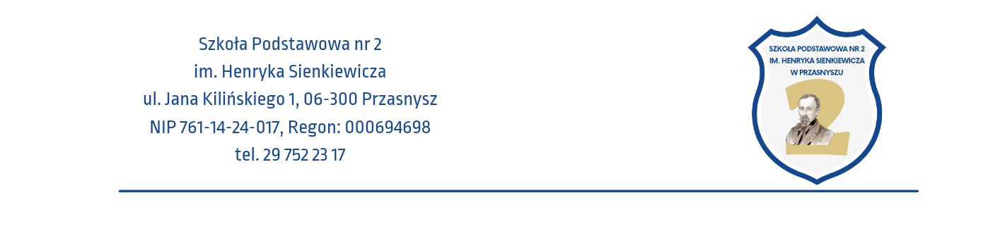 Szkoła Podstawowa nr 2
im. Henryka Sienkiewicza
ul. Jana Kilińskiego 1, 06-300 Przasnysz
NIP 761-14-24-017, Regon: 000694698
tel. 29 752 23 17
SZKOŁA PODSTAWOWA NR 2
IM. HENRYKA SIENKIEWICZA
W PRZASNYSZU
2